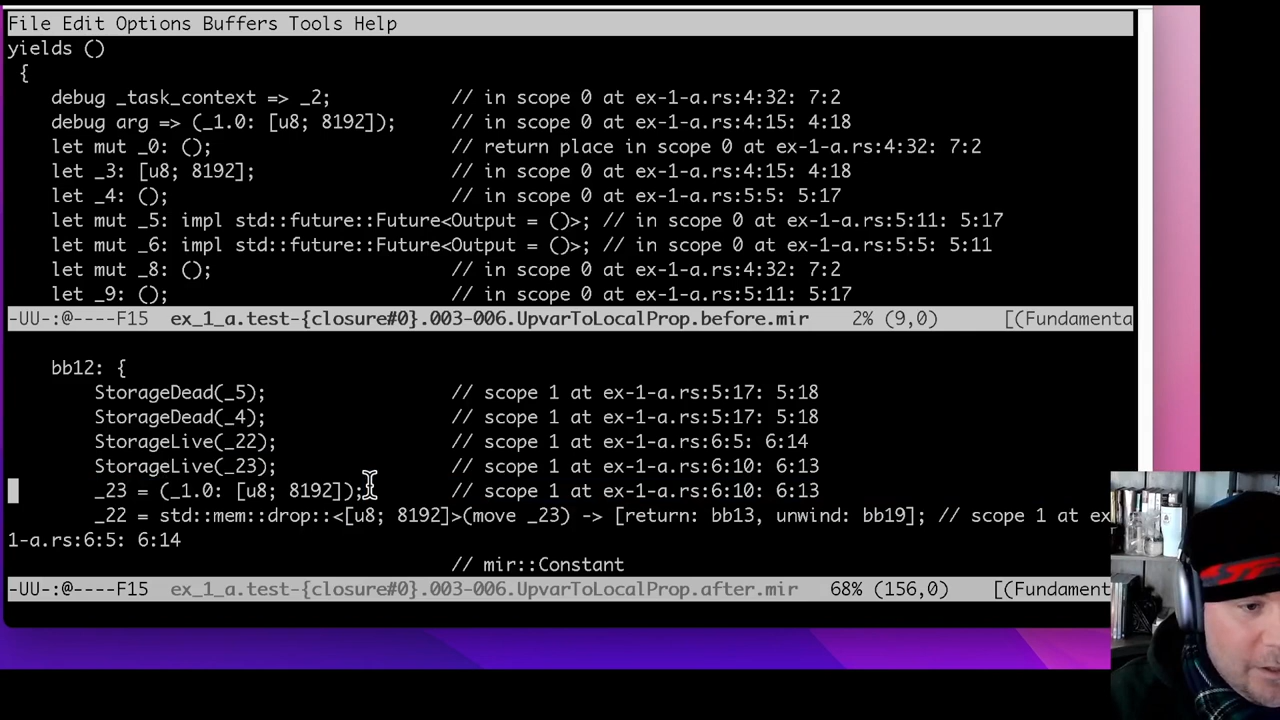 File Edit Options Buffers Tools Help
yields ()
{
debug _task_context => _2; // in scope 0 at ex-1-a.rs:4:32: 7:2
debug arg => (_1.0: [u8; 8192]); // in scope 0 at ex-1-a.rs:4:15: 4:18
let mut _0: (); // return place in scope 0 at ex-1-a.rs:4:32: 7:2
let _3: [u8; 8192]; // in scope 0 at ex-1-a.rs:4:15: 4:18
let _4: (); // in scope 0 at ex-1-a.rs:5:5: 5:17
let mut _5: impl std::future::Future<Output = ()>; // in scope 0 at ex-1-a.rs:5:11: 5:17
let mut _6: impl std::future::Future<Output = ()>; // in scope 0 at ex-1-a.rs:5:5: 5:11
let mut _8: (); // in scope 0 at ex-1-a.rs:4:32: 7:2
let _9: (); // in scope 0 at ex-1-a.rs:5:11: 5:17
-UU-:@----F15 ex_1_a.test-{closure#0}.003-006.UpvarToLocalProp.before.mir 2% (9,0) [(Fundamenta
bb12: {
StorageDead(_5); // scope 1 at ex-1-a.rs:5:17: 5:18
StorageDead(_4); // scope 1 at ex-1-a.rs:5:17: 5:18
StorageLive(_22); // scope 1 at ex-1-a.rs:6:5: 6:14
StorageLive(_23); // scope 1 at ex-1-a.rs:6:10: 6:13
_23 = (_1.0: [u8; 8192]); // scope 1 at ex-1-a.rs:6:10: 6:13
_22 = std::mem::drop::<[u8; 8192]>(move _23) -> [return: bb13, unwind: bb19]; // scope 1 at ex
1-a.rs:6:5: 6:14
// mir::Constant
-UU-:@----F15 ex_1_a.test-{closure#0}.003-006.UpvarToLocalProp.after.mir 68% (156,0) [(Fundament